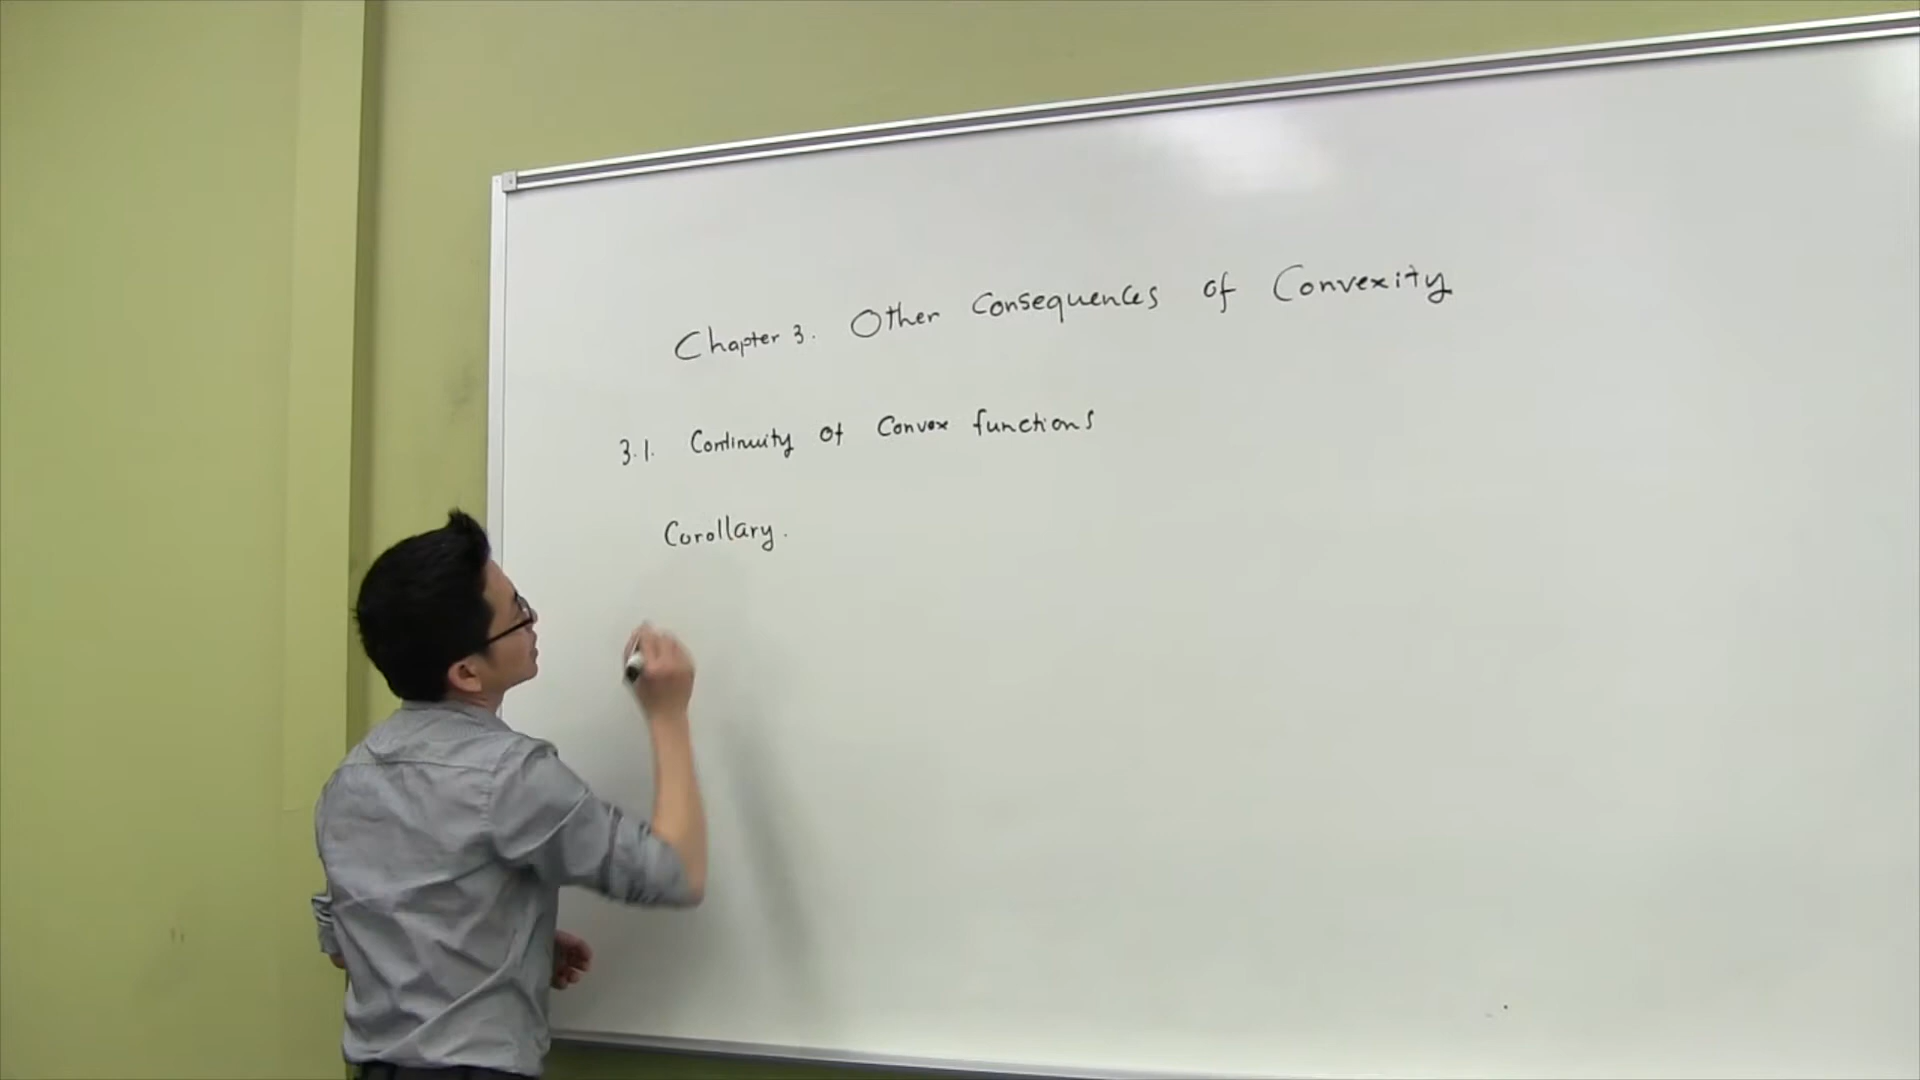 Chapter 3. Other Consequences of Convexity
3.1. Continuity of Convex functions
Corollary.